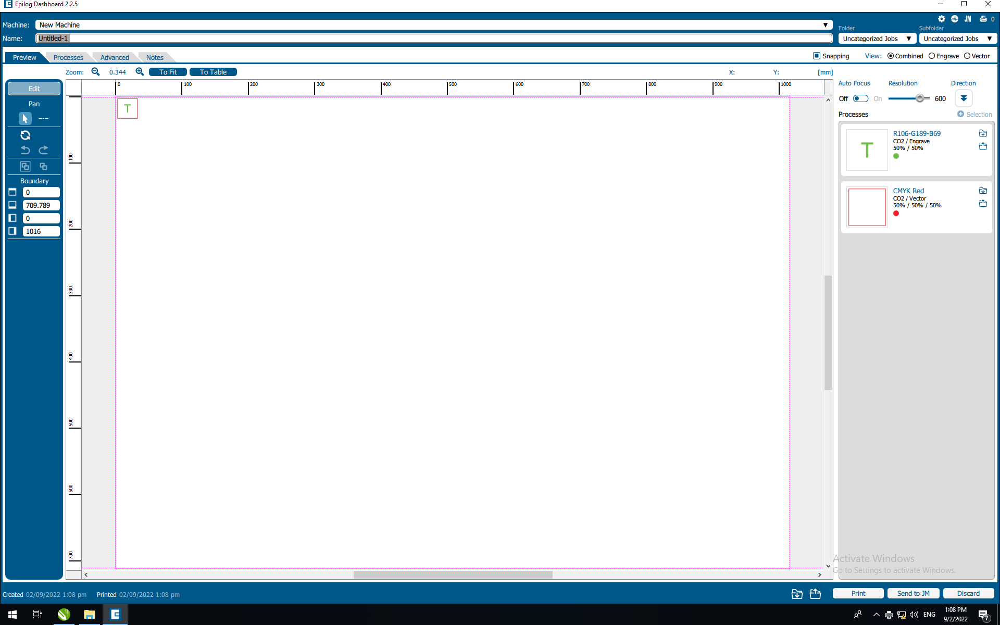 Epilog Dashboard 2.2.5
Machine: New Machine
JM 0
Name: Untitled-1
Folder Subfolder
Uncategorized Jobs Uncategorized Jobs
Preview Processes Advanced Notes
Snapping View: Combined Engrave Vector
Zoom: 0.344 To Fit To Table X: Y: [mm]
0 100 200 300 400 500 600 700 800 900 1000
100
200
300
400
500
600
700
T
Edit
Pan
Boundary
0
709.789
0
1016
Auto Focus Resolution Direction
Off On 600
Processes Selection
T
R106-G189-B69
CO2 / Engrave
50% / 50%
CMYK Red
CO2 / Vector
50% / 50% / 50%
Activate Windows
Go to Settings to activate Windows.
Created 02/09/2022 1:08 pm Printed 02/09/2022 1:08 pm
Print Send to JM Discard
ENG
1:08 PM
9/2/2022
7